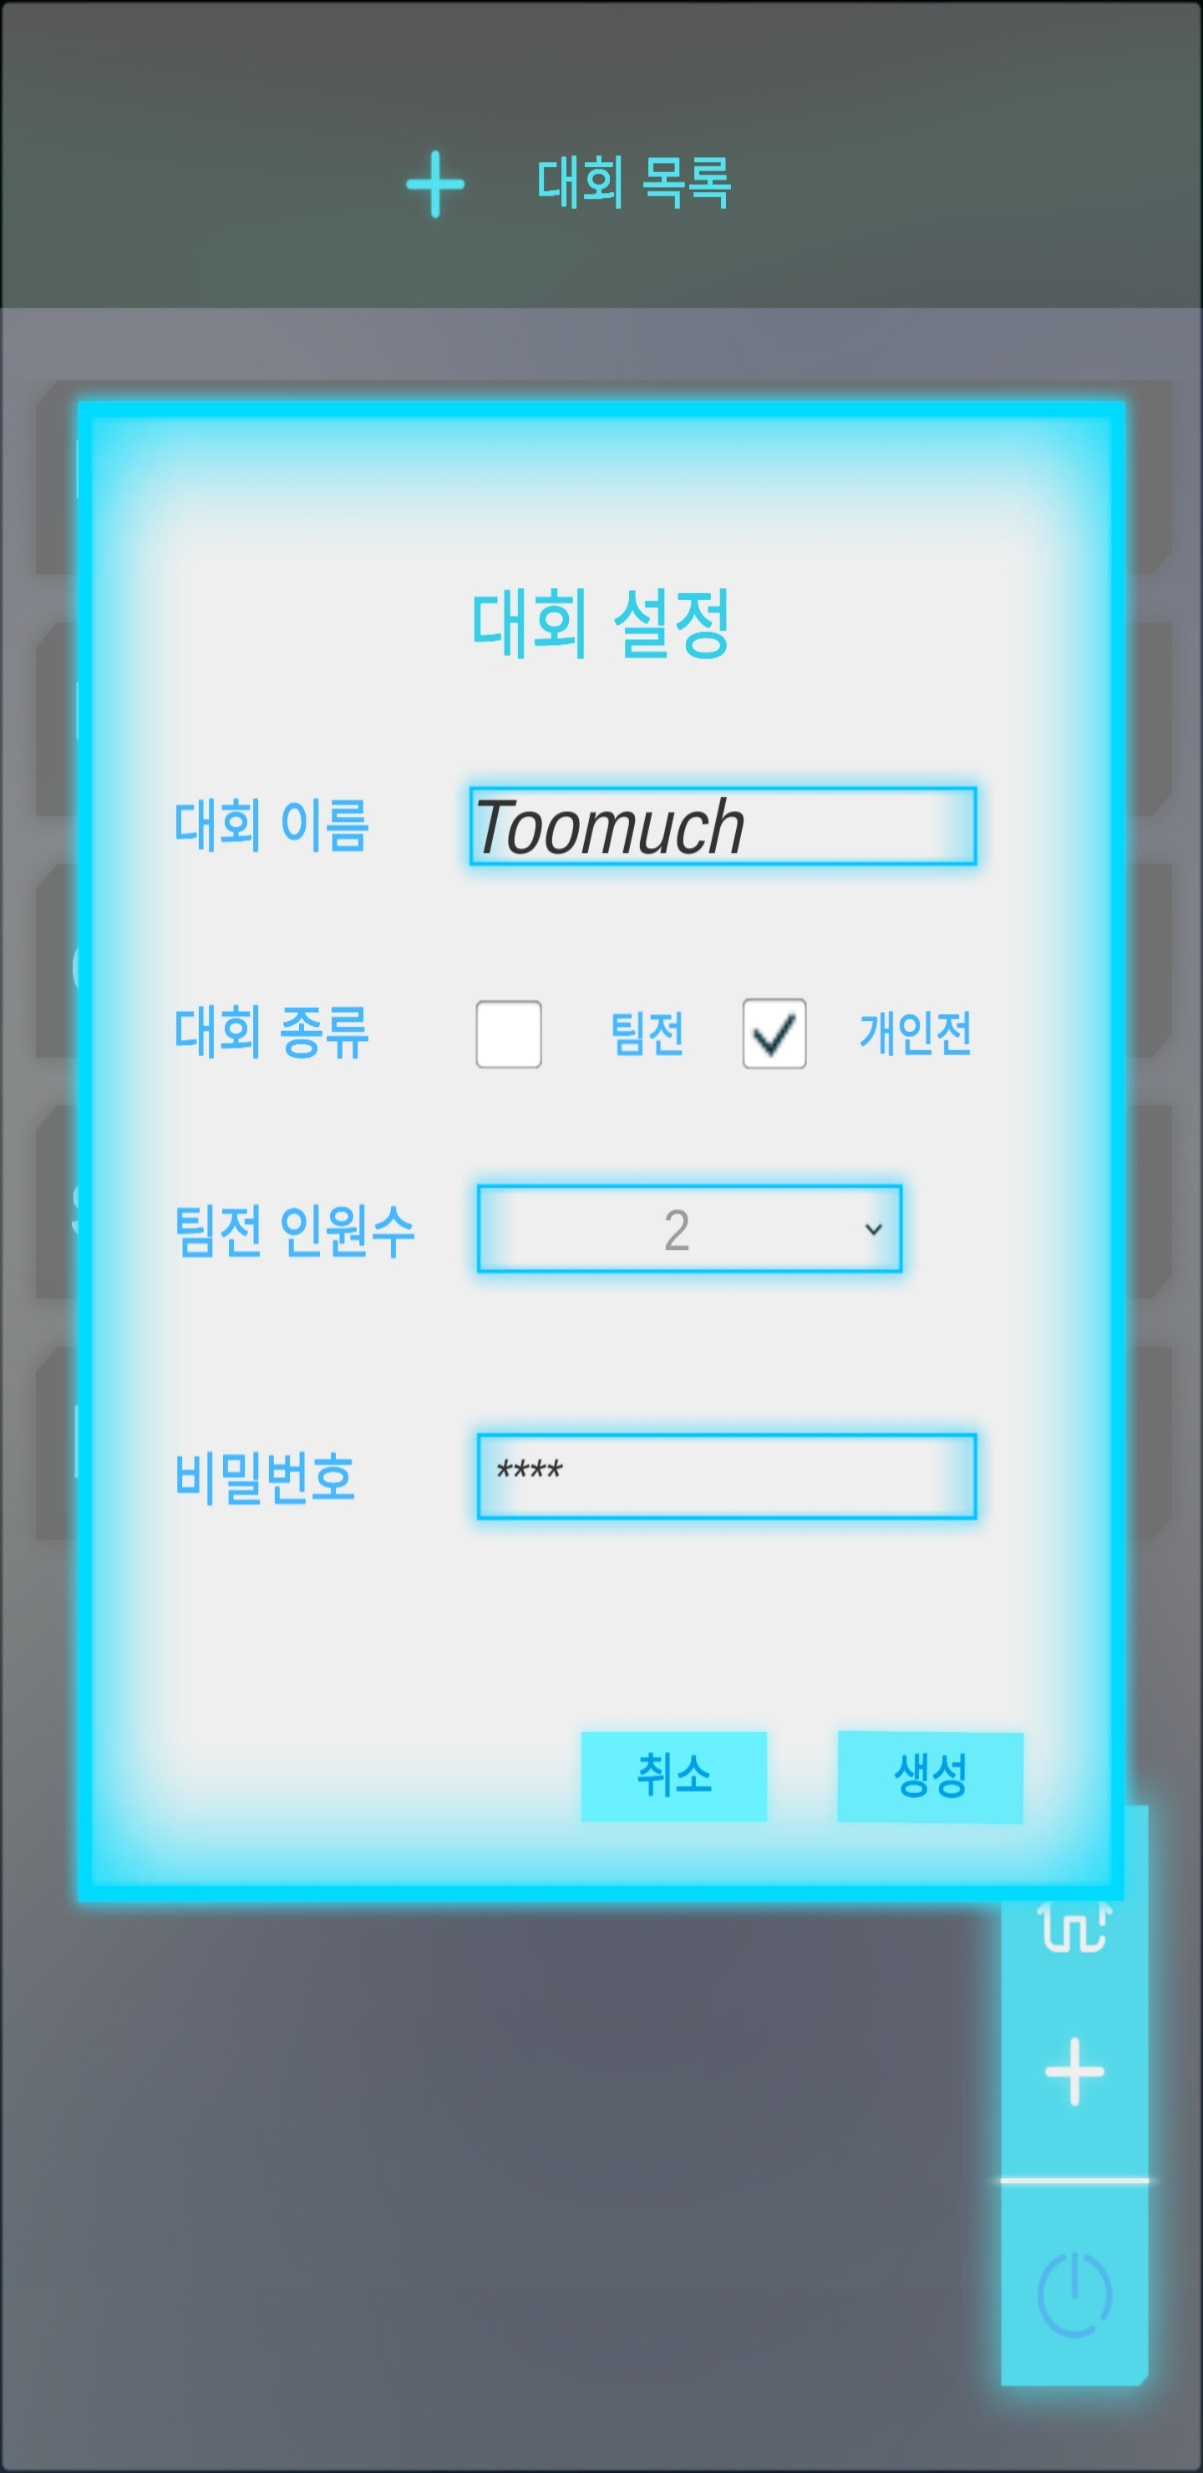 대회 목록
대회 설정
대회 이름 Toomuch
대회 종류 팀전 개인전
팀전 인원수 2
비밀번호 ****
취소 생성